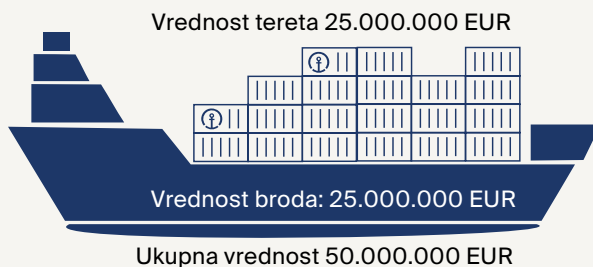 Vrednost tereta 25.000.000 EUR
Vrednost broda: 25.000.000 EUR
Ukupna vrednost 50.000.000 EUR